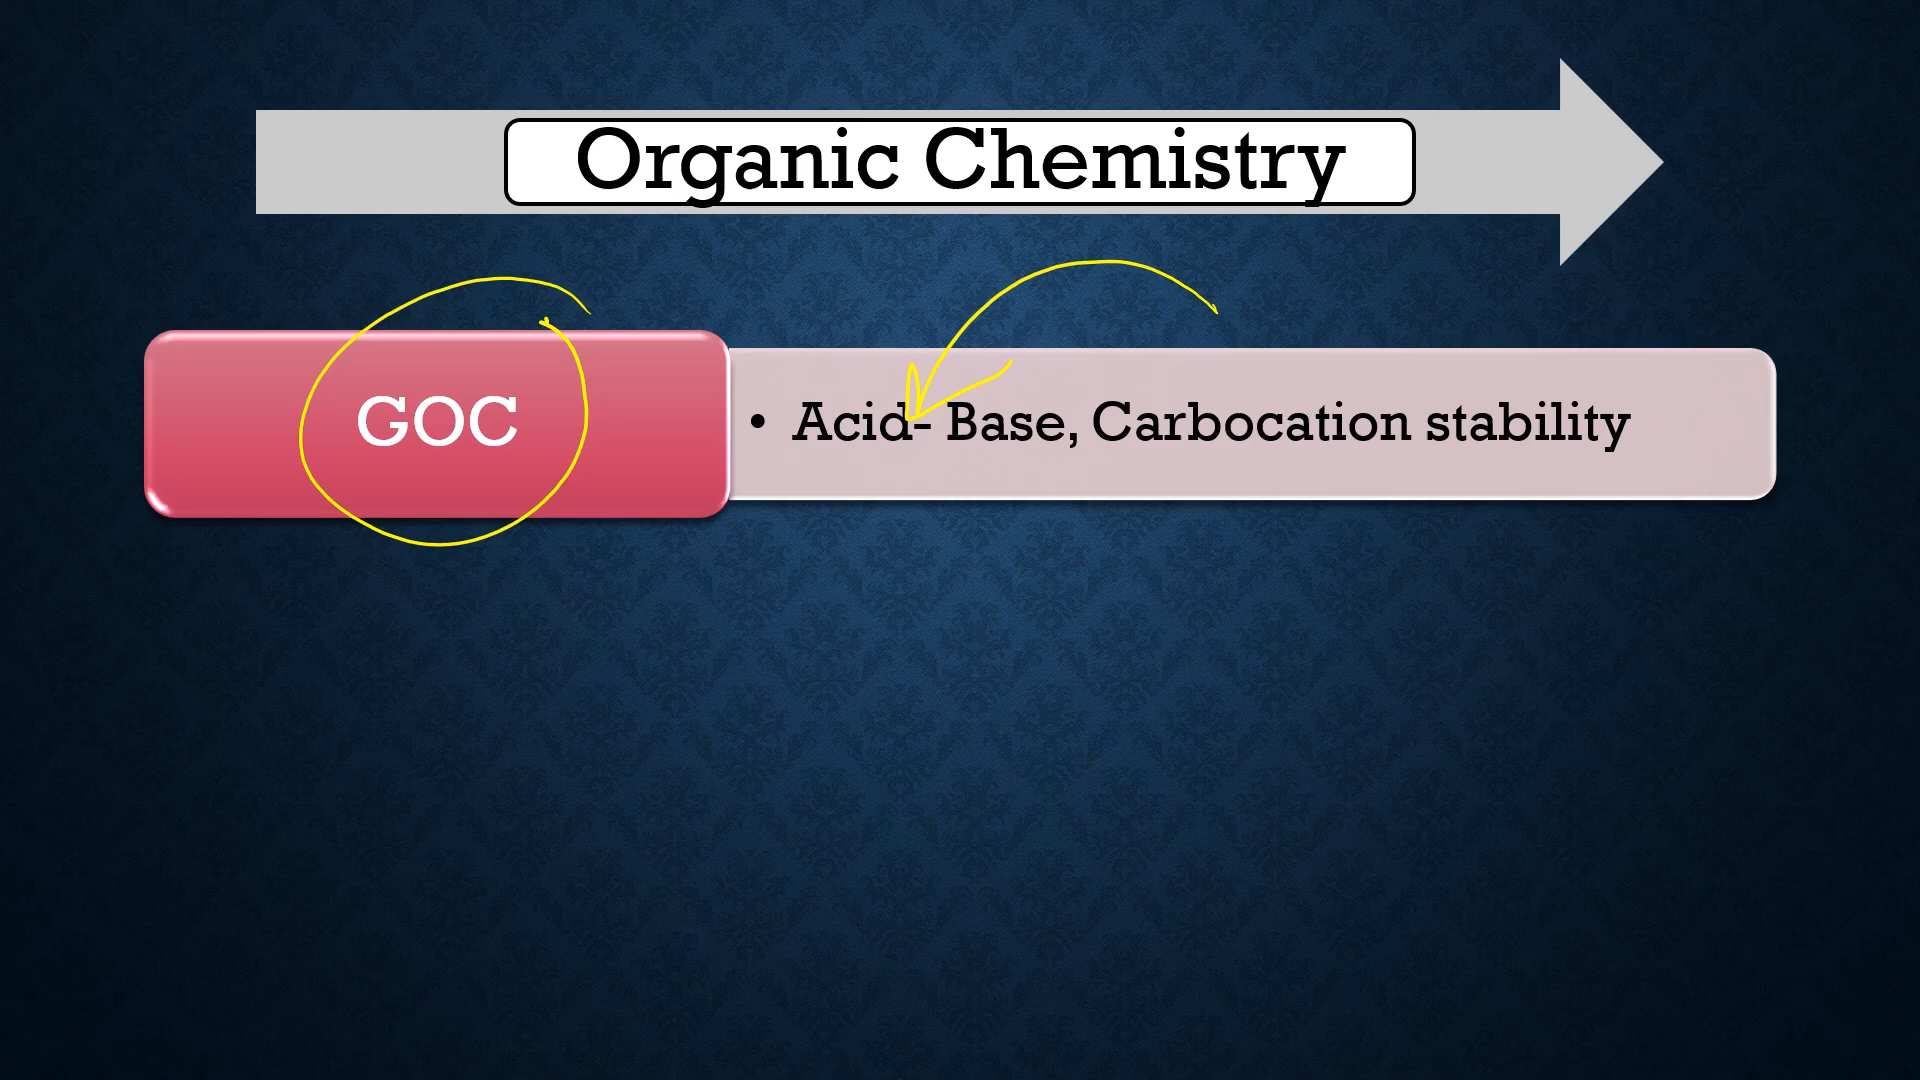 Organic Chemistry
GOC
• Acid- Base, Carbocation stability